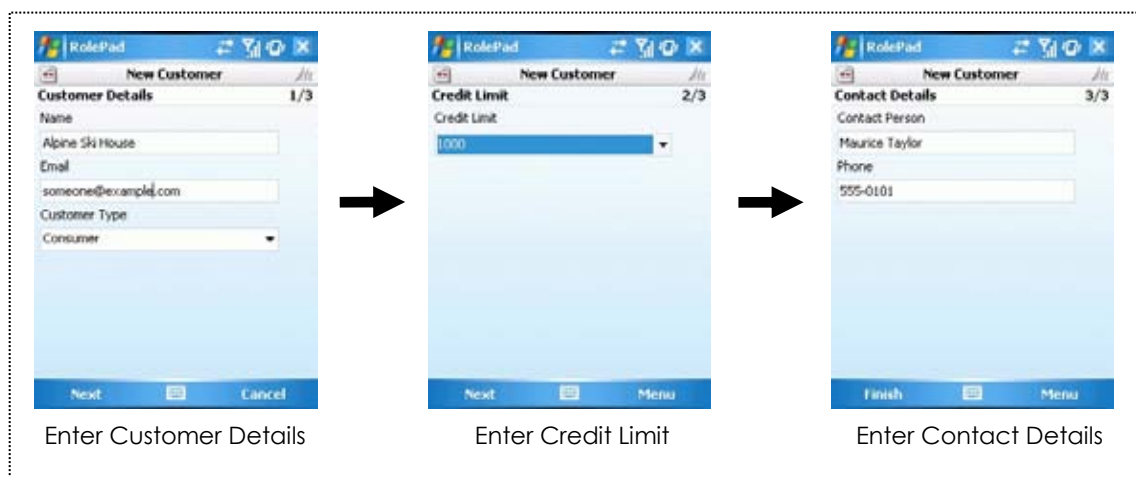 RolePad
New Customer
Customer Details 1/3
Name
Alpine Ski House
Email
someone@example.com
Customer Type
Consumer
Next Cancel
Enter Customer Details
RolePad
New Customer
Credit Limit 2/3
Credit Limit
1000
Next Menu
Enter Credit Limit
RolePad
New Customer
Contact Details 3/3
Contact Person
Maurice Taylor
Phone
555-0101
Finish Menu
Enter Contact Details